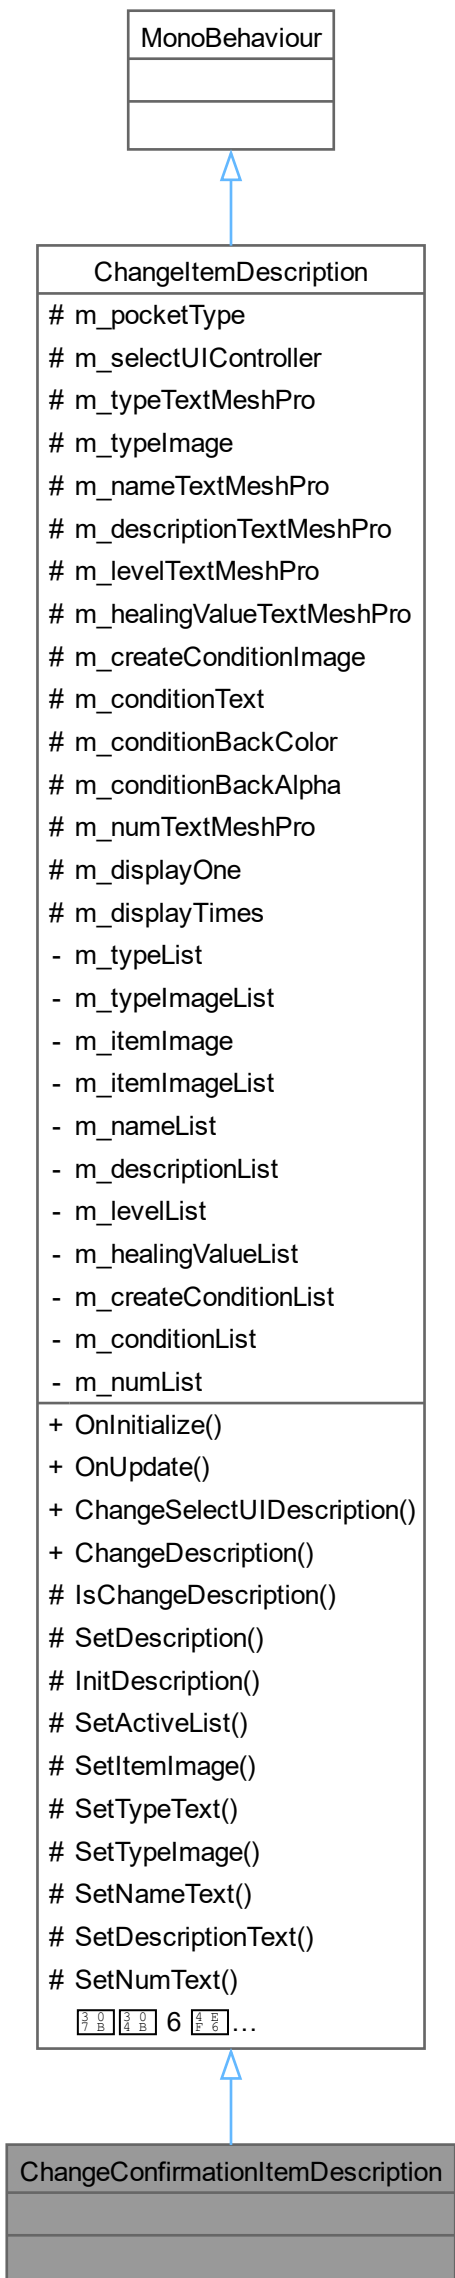 MonoBehaviour
ChangeItemDescription
# m_pocketType
# m_selectUIController
# m_typeTextMeshPro
# m_typeImage
# m_nameTextMeshPro
# m_descriptionTextMeshPro
# m_levelTextMeshPro
# m_healingValueTextMeshPro
# m_createConditionImage
# m_conditionText
# m_conditionBackColor
# m_conditionBackAlpha
# m_numTextMeshPro
# m_displayOne
# m_displayTimes
- m_typeList
- m_typeImageList
- m_itemImage
- m_itemImageList
- m_nameList
- m_descriptionList
- m_levelList
- m_healingValueList
- m_createConditionList
- m_conditionList
- m_numList
+ OnInitialize()
+ OnUpdate()
+ ChangeSelectUIDescription()
+ ChangeDescription()
# IsChangeDescription()
# SetDescription()
# InitDescription()
# SetActiveList()
# SetItemImage()
# SetTypeText()
# SetTypeImage()
# SetNameText()
# SetDescriptionText()
# SetNumText()
6 ...
ChangeConfirmationItemDescription